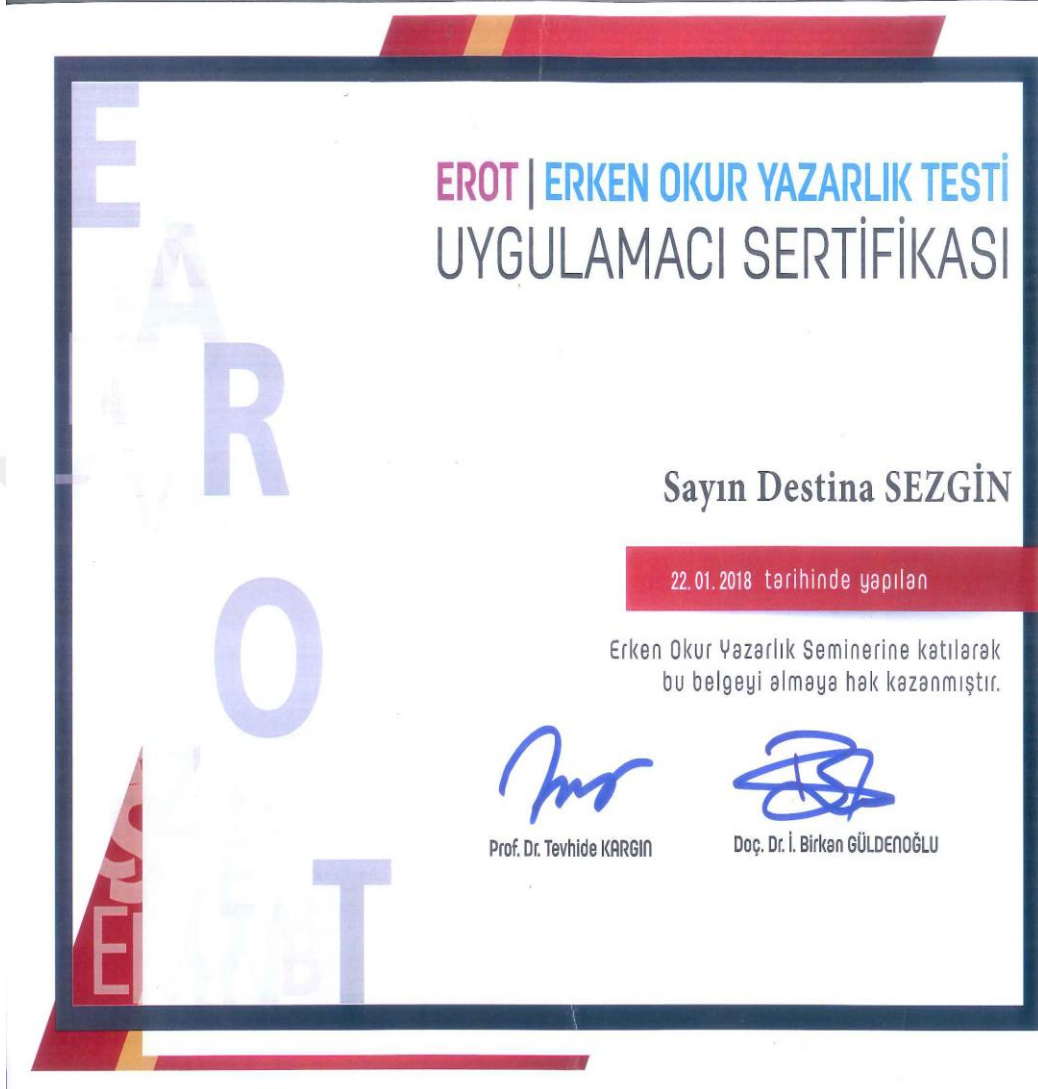 E
R
O
T
EROT | ERKEN OKUR YAZARLIK TESTİ
UYGULAMACI SERTİFİKASI
Sayın Destina SEZGİN
22.01.2018 tarihinde yapılan
Erken Okur Yazarlık Seminerine katılarak
bu belgeyi almaya hak kazanmıştır.
Prof. Dr. Tevhide KARGIN
Doç. Dr. İ. Birkan GÜLDENOĞLU